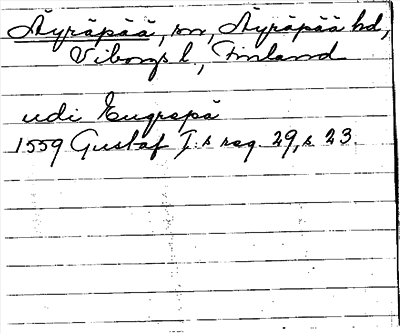 Äyräpää, sn, Äyräpää hd,
Viborgs l., Finland
udi Eugrepä
1559 Gustaf I:s reg. 29, s. 23.